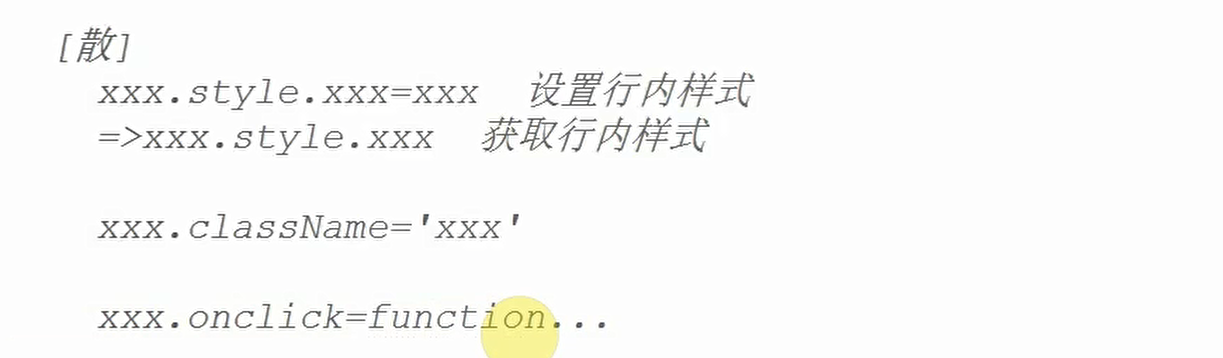 [散]
xxx.style.xxx=xxx 设置行内样式
=>xxx.style.xxx 获取行内样式
xxx.className='xxx'
xxx.onclick=function...